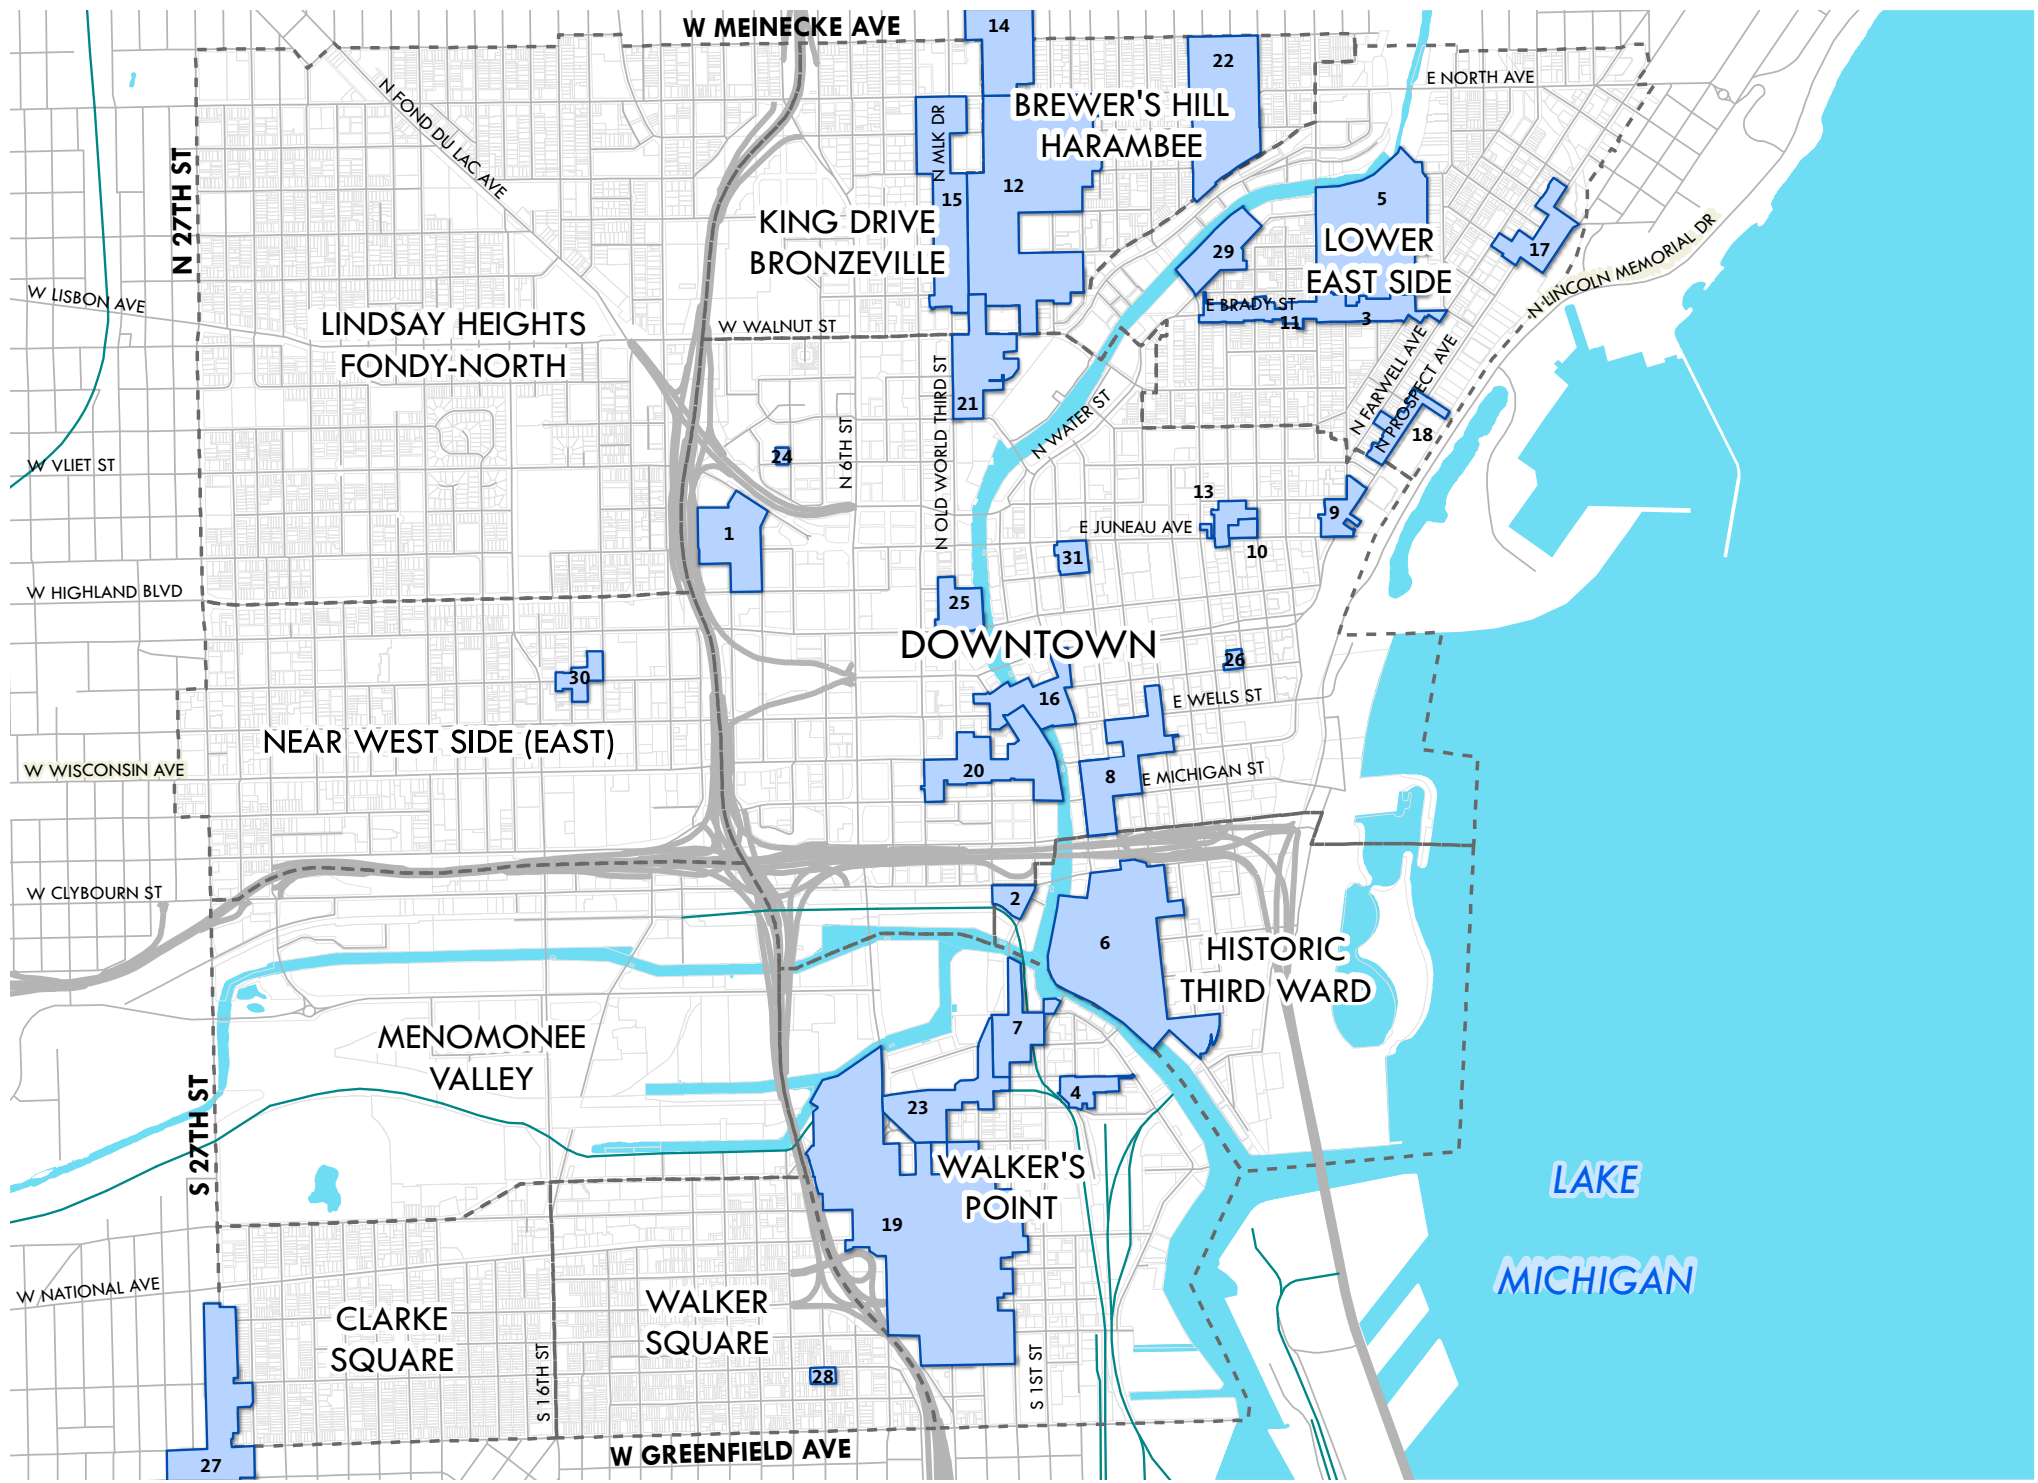 W MEINECKE AVE
14
22
E NORTH AVE
N FOND DU LAC AVE
BREWER'S HILL
HARAMBEE
N MLK DR
N 27TH ST
12
15
5
KING DRIVE
BRONZEVILLE
29
LOWER
EAST SIDE
17
N LINCOLN MEMORIAL DR
W LISBON AVE
E BRADY ST
11
3
LINDSAY HEIGHTS
FONDY-NORTH
W WALNUT ST
N FARWELL AVE
N PROSPECT AVE
N OLD WORLD THIRD ST
21
N WATER ST
18
N 6TH ST
24
W VLIET ST
13
9
E JUNEAU AVE
1
10
31
W HIGHLAND BLVD
25
DOWNTOWN
26
30
16
E WELLS ST
NEAR WEST SIDE (EAST)
W WISCONSIN AVE
20
8
E MICHIGAN ST
W CLYBOURN ST
2
6
HISTORIC
THIRD WARD
MENOMONEE
VALLEY
7
S 27TH ST
4
23
WALKER'S
POINT
LAKE
MICHIGAN
19
W NATIONAL AVE
CLARKE
SQUARE
WALKER
SQUARE
S 16TH ST
28
S 1ST ST
W GREENFIELD AVE
27